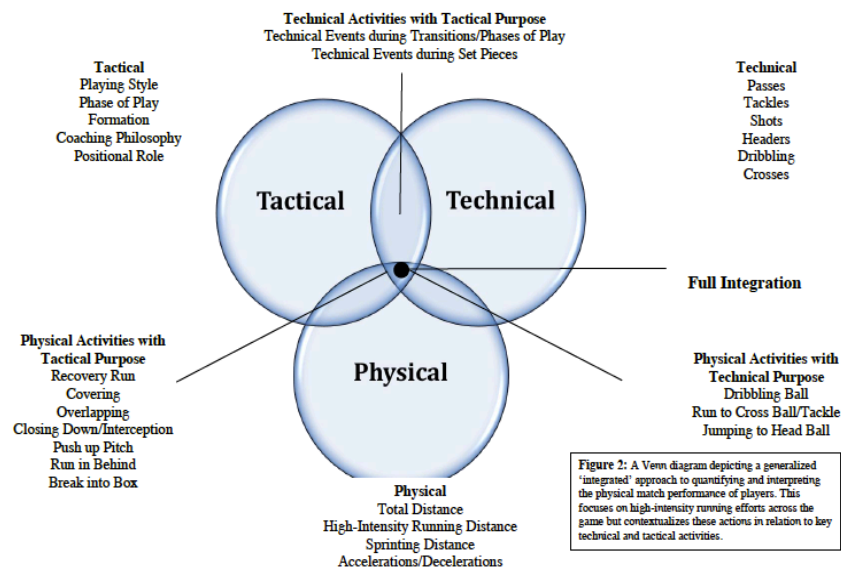 Technical Activities with Tactical Purpose
Technical Events during Transitions/Phases of Play
Technical Events during Set Pieces
Tactical
Playing Style
Phase of Play
Formation
Coaching Philosophy
Positional Role
Technical
Passes
Tackles
Shots
Headers
Dribbling
Crosses
Tactical
Technical
Full Integration
Physical Activities with
Tactical Purpose
Recovery Run
Covering
Overlapping
Closing Down/Interception
Push up Pitch
Run in Behind
Break into Box
Physical
Physical Activities with
Technical Purpose
Dribbling Ball
Run to Cross Ball/Tackle
Jumping to Head Ball
Physical
Total Distance
High-Intensity Running Distance
Sprinting Distance
Accelerations/Decelerations
Figure 2: A Venn diagram depicting a generalized
‘integrated’ approach to quantifying and interpreting
the physical match performance of players. This
focuses on high-intensity running efforts across the
game but contextualizes these actions in relation to key
technical and tactical activities.